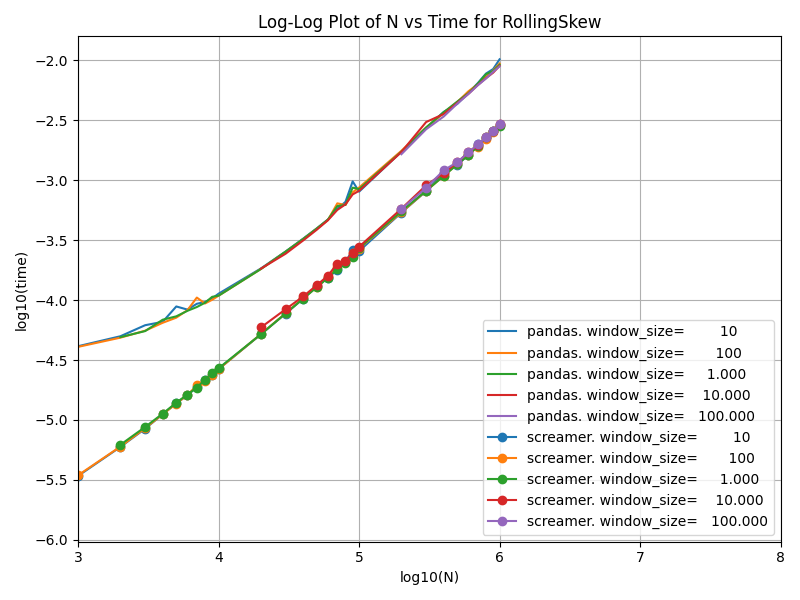 Log-Log Plot of N vs Time for RollingSkew
log10(time)
−2.0
−2.5
−3.0
−3.5
−4.0
−4.5
−5.0
−5.5
−6.0
pandas. window_size= 10
pandas. window_size= 100
pandas. window_size= 1.000
pandas. window_size= 10.000
pandas. window_size= 100.000
screamer. window_size= 10
screamer. window_size= 100
screamer. window_size= 1.000
screamer. window_size= 10.000
screamer. window_size= 100.000
3 4 5 6 7 8
log10(N)